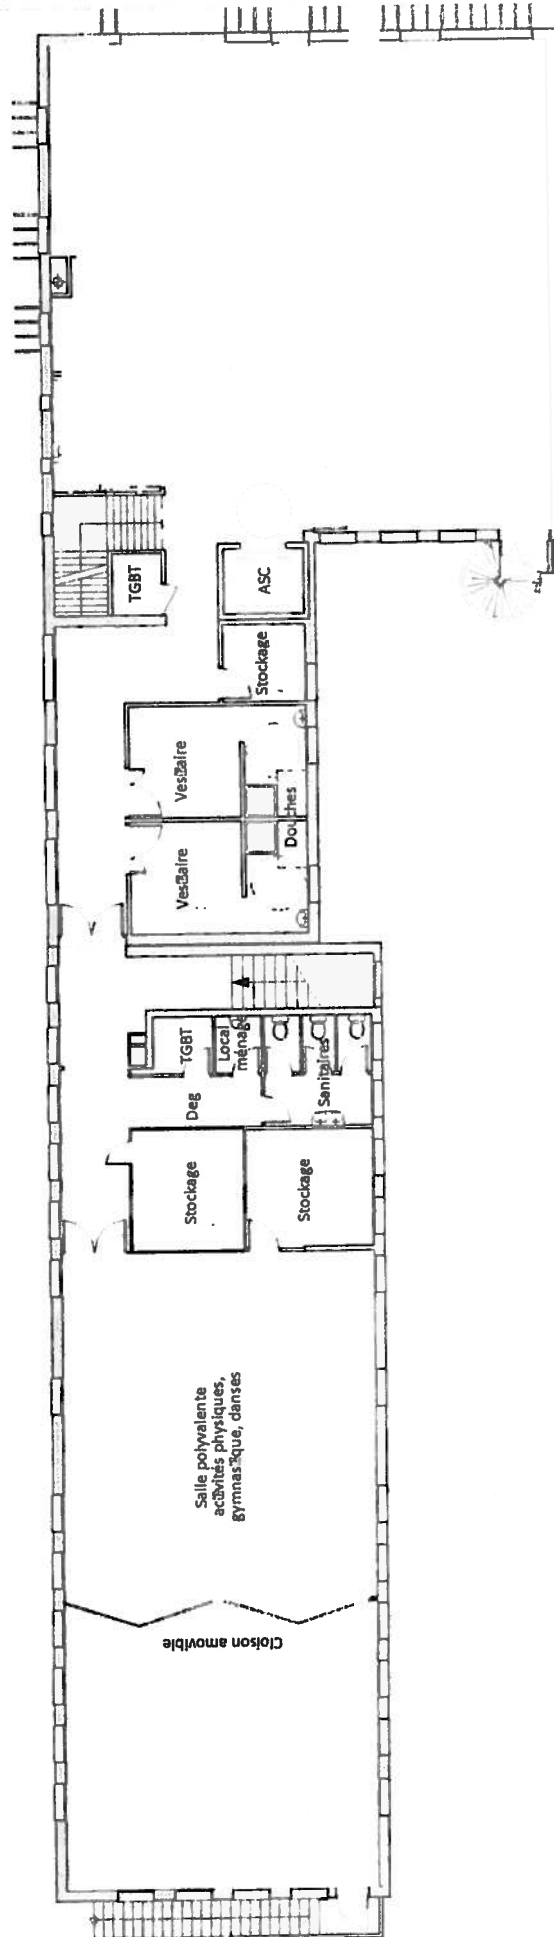 TGBT
ASC
Stockage
Vestiaire
Vestiaire
Douches
TGBT
Local
ménage
Deg
Sanitaires
Stockage
Stockage
Salle polyvalente
activités physiques,
gymnastique, danses
Cloison amovible